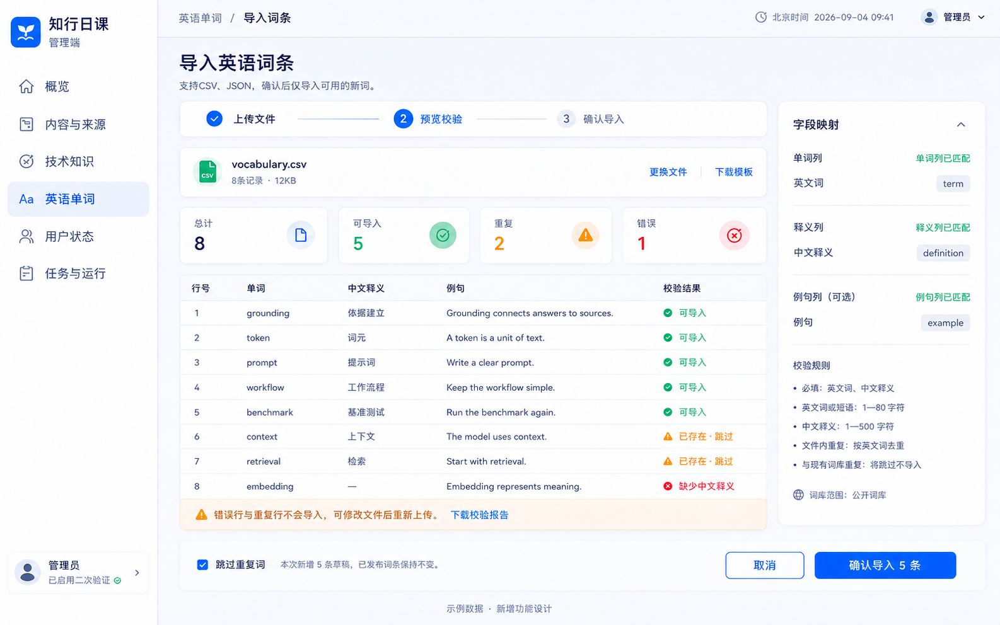 知行日课
管理端
概览
内容与来源
技术知识
Aa 英语单词
用户状态
任务与运行
管理员
已启用二次验证
英语单词 / 导入词条
北京时间 2026-09-04 09:41
管理员
导入英语词条
支持CSV、JSON，确认后仅导入可用的新词。
上传文件
2 预览校验
3 确认导入
CSV
vocabulary.csv
8条记录 · 12KB
更换文件
下载模板
总计
8
可导入
5
重复
2
错误
1
行号 单词 中文释义 例句 校验结果
1 grounding 依据建立 Grounding connects answers to sources. 可导入
2 token 词元 A token is a unit of text. 可导入
3 prompt 提示词 Write a clear prompt. 可导入
4 workflow 工作流程 Keep the workflow simple. 可导入
5 benchmark 基准测试 Run the benchmark again. 可导入
6 context 上下文 The model uses context. 已存在 · 跳过
7 retrieval 检索 Start with retrieval. 已存在 · 跳过
8 embedding — Embedding represents meaning. 缺少中文释义
错误行与重复行不会导入，可修改文件后重新上传。 下载校验报告
字段映射
单词列 单词列已匹配
英文词 term
释义列 释义列已匹配
中文释义 definition
例句列（可选） 例句列已匹配
例句 example
校验规则
• 必填：英文词、中文释义
• 英文词或短语：1—80 字符
• 中文释义：1—500 字符
• 文件内重复：按英文词去重
• 与现有词库重复：将跳过不导入
词库范围：公开词库
跳过重复词 本次新增 5 条草稿，已发布词条保持不变。
取消
确认导入 5 条
示例数据 · 新增功能设计